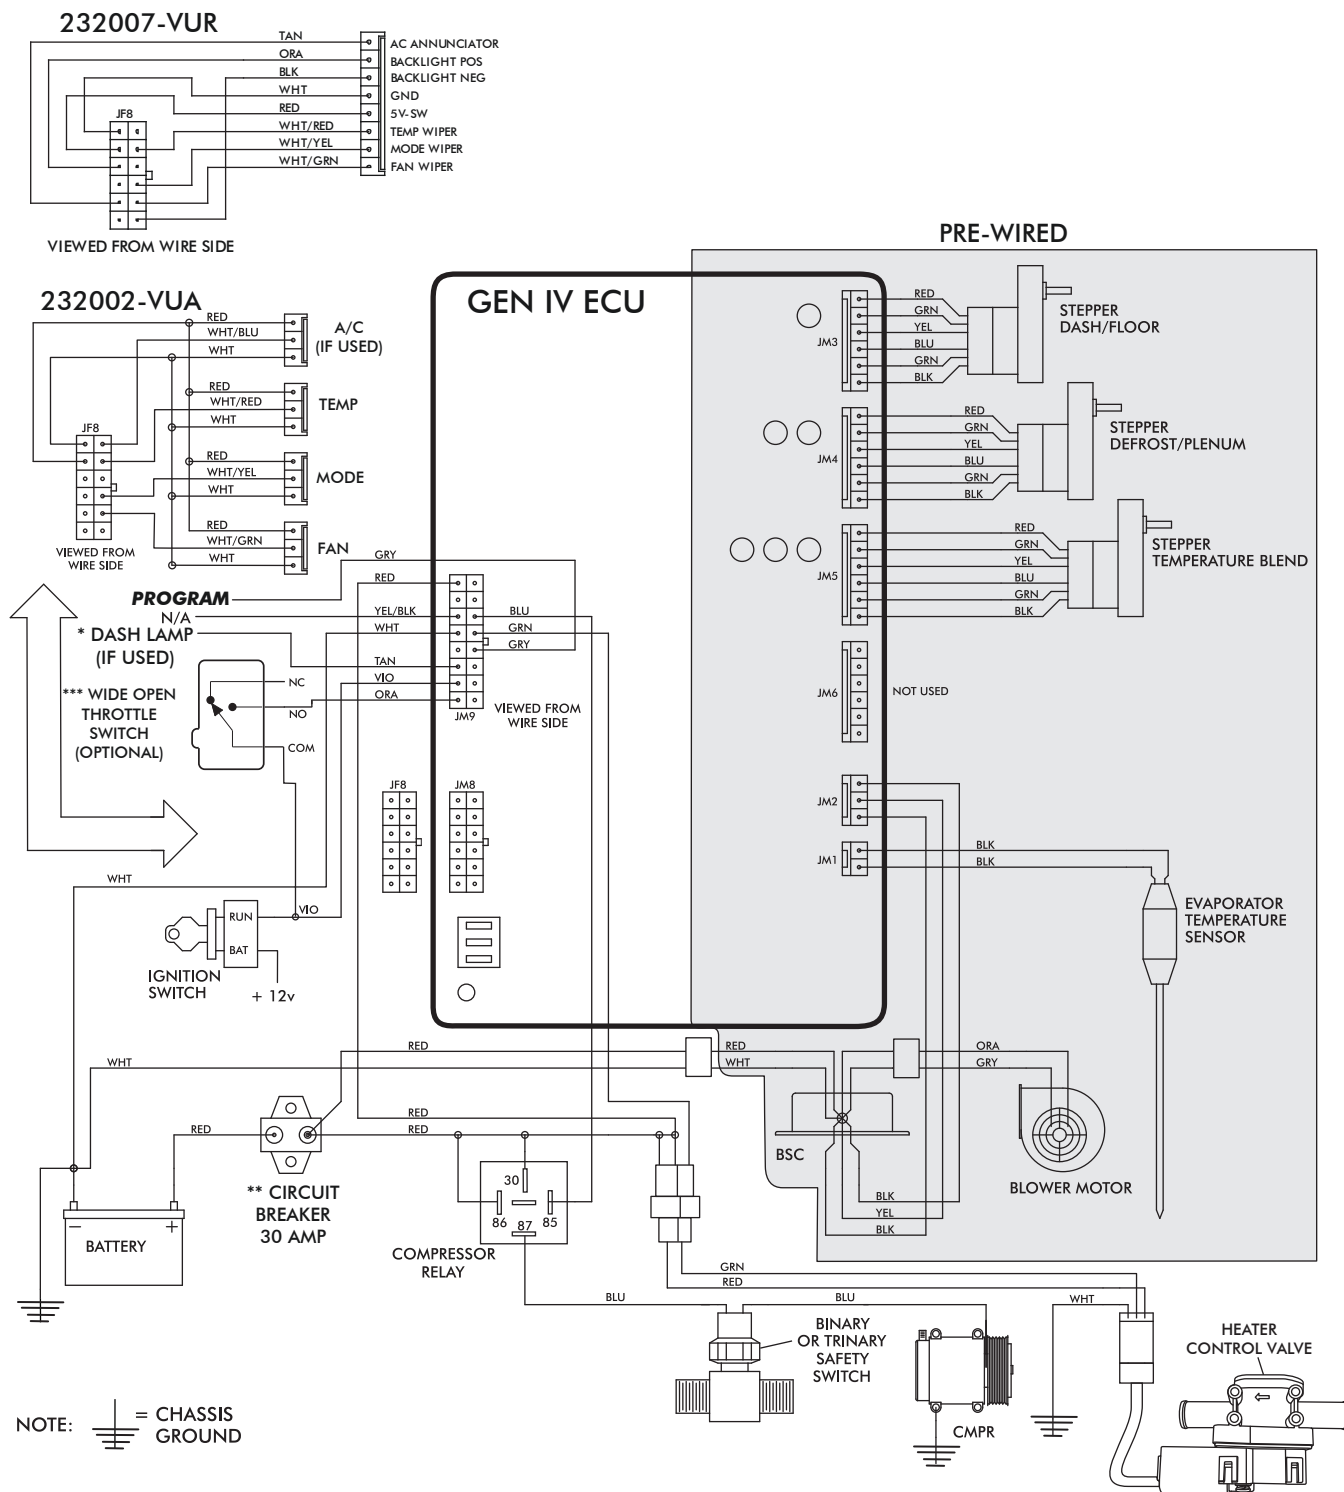 232007-VUR
TAN
AC ANNUNCIATOR
ORA
BACKLIGHT POS
BLK
BACKLIGHT NEG
WHT
GND
RED
5V-SW
WHT/RED
TEMP WIPER
WHT/YEL
MODE WIPER
WHT/GRN
FAN WIPER
JF8
VIEWED FROM WIRE SIDE
232002-VUA
RED
WHT/BLU
WHT
A/C
(IF USED)
RED
WHT/RED
WHT
TEMP
JF8
RED
WHT/YEL
WHT
MODE
RED
WHT/GRN
WHT
FAN
VIEWED FROM
WIRE SIDE
GEN IV ECU
PRE-WIRED
JM3
RED
GRN
YEL
BLU
GRN
BLK
STEPPER
DASH/FLOOR
JM4
RED
GRN
YEL
BLU
GRN
BLK
STEPPER
DEFROST/PLENUM
JM5
RED
GRN
YEL
BLU
GRN
BLK
STEPPER
TEMPERATURE BLEND
JM6
NOT USED
JM2
JM1
BLK
BLK
EVAPORATOR
TEMPERATURE
SENSOR
GRY
RED
PROGRAM
N/A
YEL/BLK
BLU
* DASH LAMP
(IF USED)
WHT
GRN
GRY
TAN
VIO
ORA
JM9
VIEWED FROM
WIRE SIDE
*** WIDE OPEN
THROTTLE
SWITCH
(OPTIONAL)
NC
NO
COM
JF8
JM8
WHT
RUN
BAT
VIO
IGNITION
SWITCH
+ 12v
RED
WHT
RED
WHT
ORA
GRY
BSC
BLOWER MOTOR
RED
RED
RED
** CIRCUIT
BREAKER
30 AMP
30
86
87
85
COMPRESSOR
RELAY
BLK
YEL
BLK
− +
BATTERY
GRN
RED
BLU
BLU
WHT
BINARY
OR TRINARY
SAFETY
SWITCH
CMPR
HEATER
CONTROL VALVE
NOTE:
= CHASSIS
GROUND